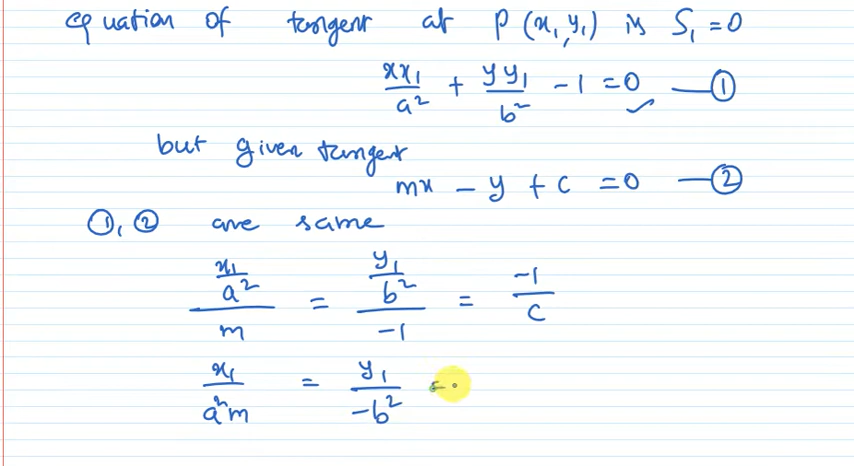 equation of tangent at P (x₁, y₁) is S₁ = 0
xx₁/a² + yy₁/b² - 1 = 0 ✓ —①
but given tangent
mx - y + c = 0 —②
①, ② are same
(x₁/a²)/m = (y₁/b²)/-1 = -1/c
x₁/a²m = y₁/-b² =